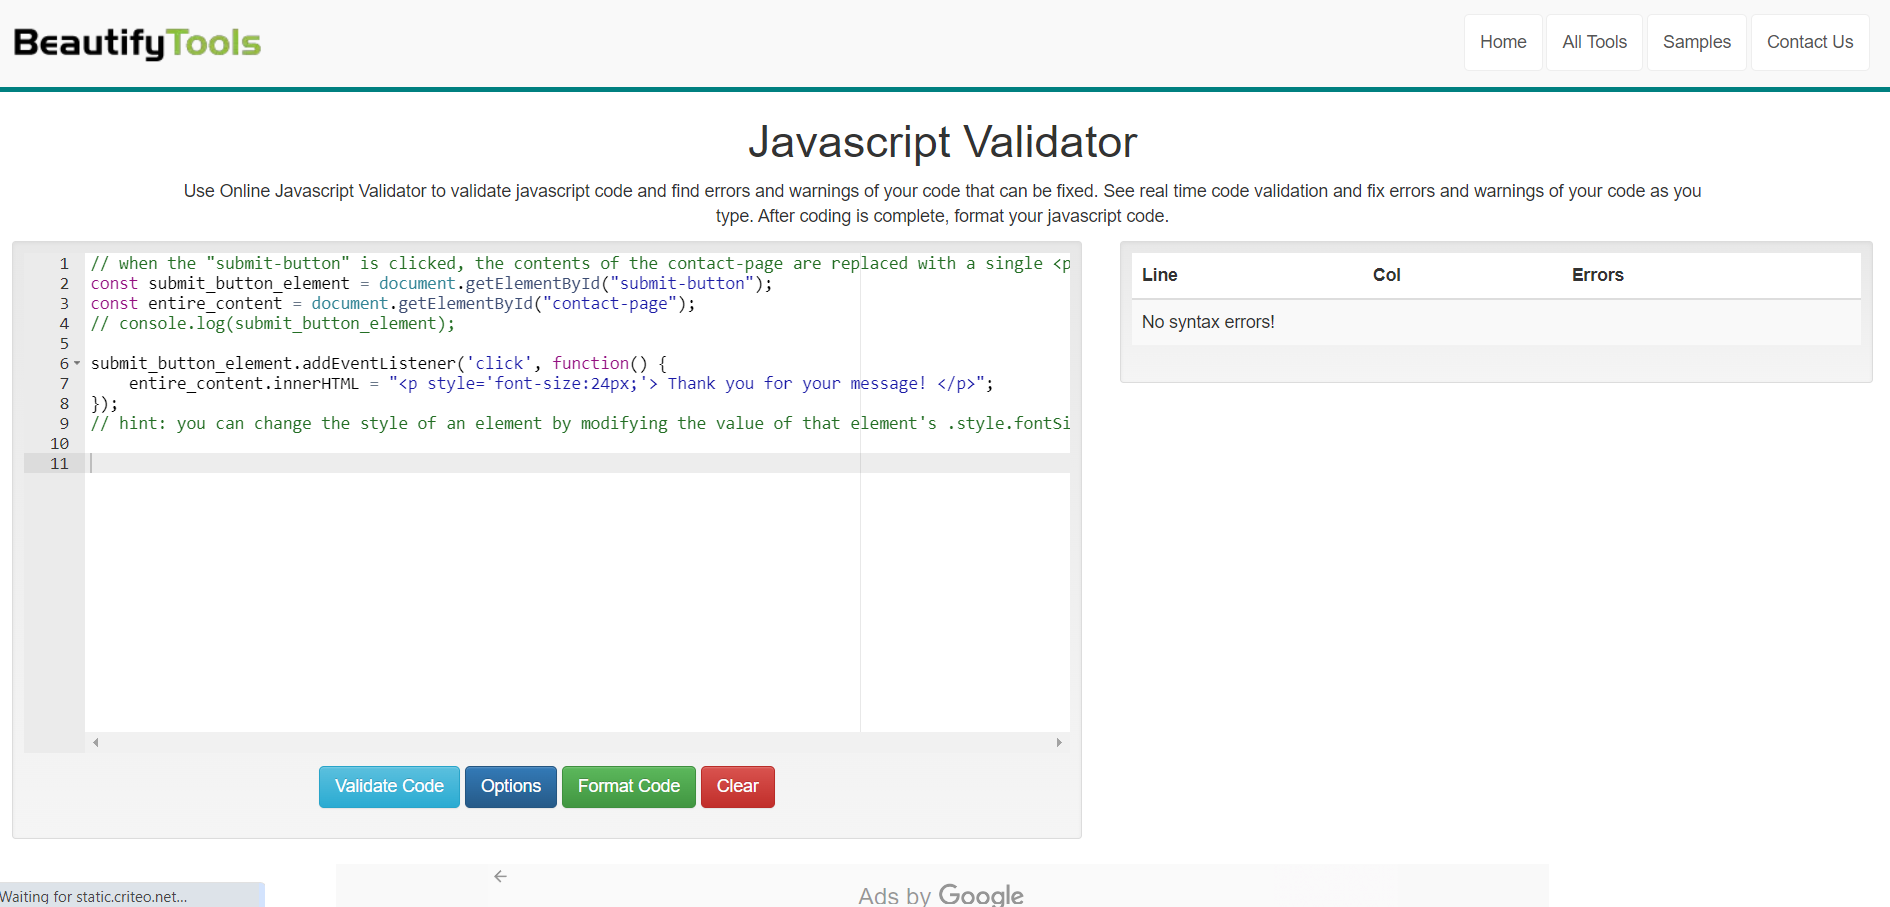 BeautifyTools
Home All Tools Samples Contact Us
Javascript Validator
Use Online Javascript Validator to validate javascript code and find errors and warnings of your code that can be fixed. See real time code validation and fix errors and warnings of your code as you
type. After coding is complete, format your javascript code.
1 // when the "submit-button" is clicked, the contents of the contact-page are replaced with a single <p
2 const submit_button_element = document.getElementById("submit-button");
3 const entire_content = document.getElementById("contact-page");
4 // console.log(submit_button_element);
5
6 submit_button_element.addEventListener('click', function() {
7 entire_content.innerHTML = "<p style='font-size:24px;'> Thank you for your message! </p>";
8 });
9 // hint: you can change the style of an element by modifying the value of that element's .style.fontSi
10
11
Line Col Errors
No syntax errors!
Validate Code Options Format Code Clear
Ads by Google
Waiting for static.criteo.net...